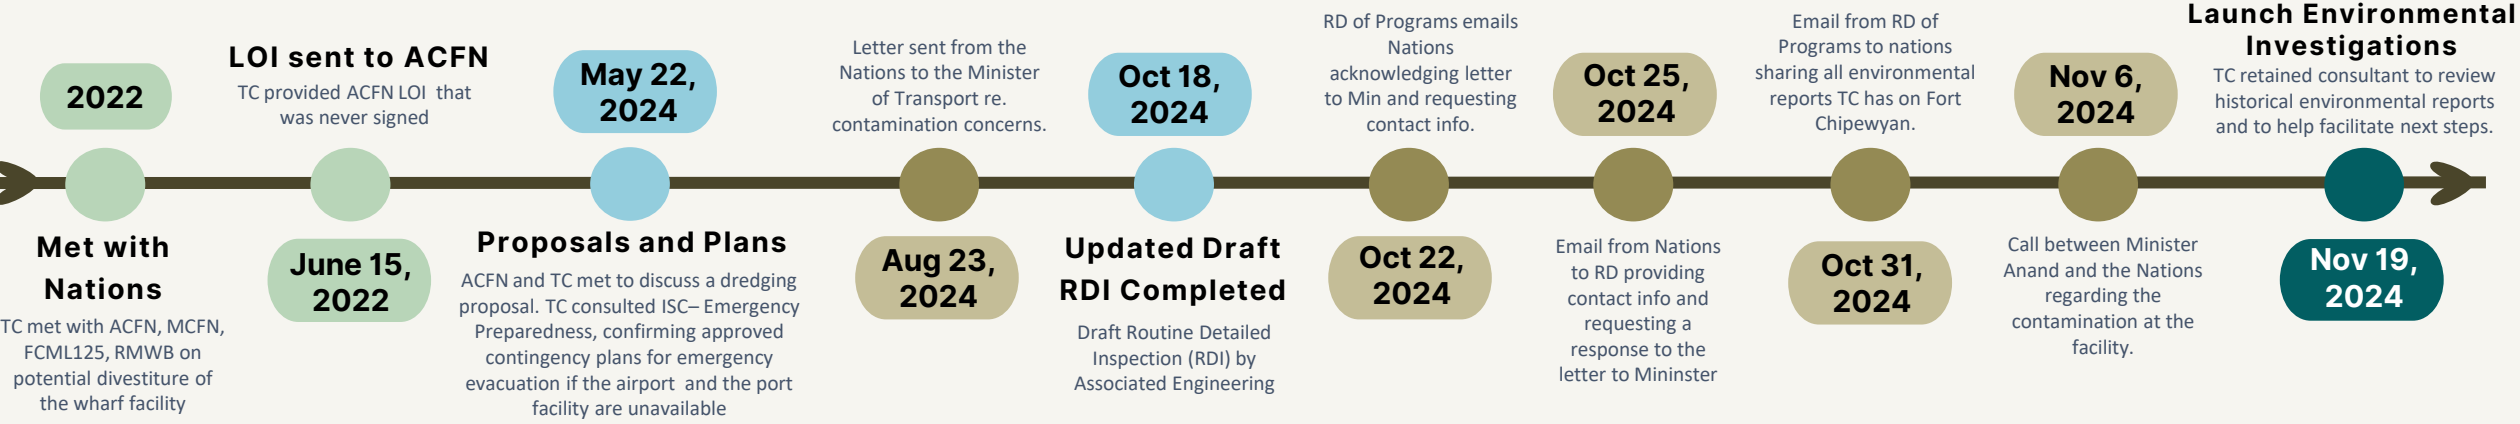 2022
Met with
Nations
TC met with ACFN, MCFN,
FCML125, RMWB on
potential divestiture of
the wharf facility
LOI sent to ACFN
TC provided ACFN LOI that
was never signed
June 15,
2022
May 22,
2024
Proposals and Plans
ACFN and TC met to discuss a dredging
proposal. TC consulted ISC– Emergency
Preparedness, confirming approved
contingency plans for emergency
evacuation if the airport and the port
facility are unavailable
Letter sent from the
Nations to the Minister
of Transport re.
contamination concerns.
Aug 23,
2024
Oct 18,
2024
Updated Draft
RDI Completed
Draft Routine Detailed
Inspection (RDI) by
Associated Engineering
RD of Programs emails
Nations
acknowledging letter
to Min and requesting
contact info.
Oct 22,
2024
Oct 25,
2024
Email from Nations
to RD providing
contact info and
requesting a
response to the
letter to Mininster
Email from RD of
Programs to nations
sharing all environmental
reports TC has on Fort
Chipewyan.
Oct 31,
2024
Nov 6,
2024
Call between Minister
Anand and the Nations
regarding the
contamination at the
facility.
Launch Environmental
Investigations
TC retained consultant to review
historical environmental reports
and to help facilitate next steps.
Nov 19,
2024